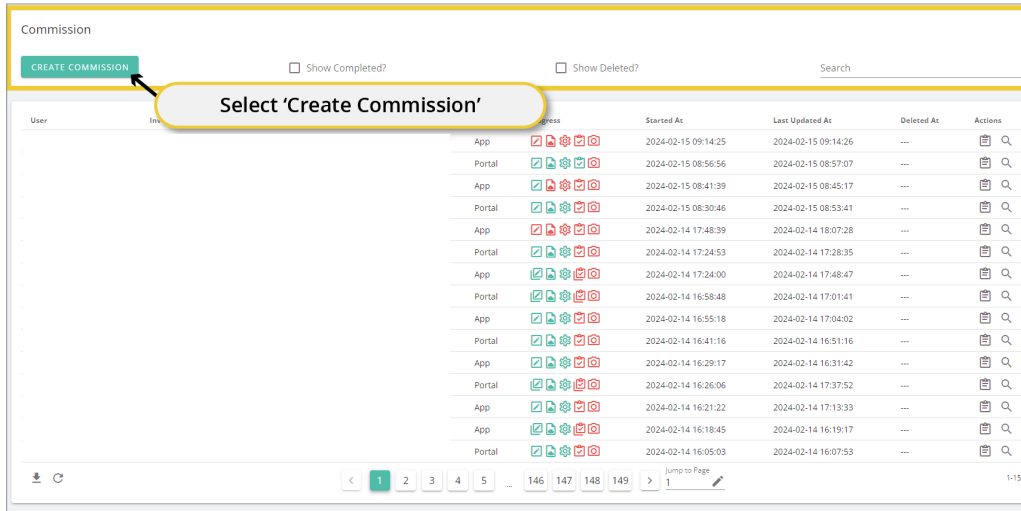 Commission
CREATE COMMISSION
Show Completed?
Show Deleted?
Search
Select ‘Create Commission’
User Started At Last Updated At Deleted At Actions
App 2024-02-15 09:14:25 2024-02-15 09:14:26 ---
Portal 2024-02-15 08:56:56 2024-02-15 08:57:07 ---
App 2024-02-15 08:41:39 2024-02-15 08:45:17 ---
Portal 2024-02-15 08:30:46 2024-02-15 08:53:41 ---
App 2024-02-14 17:48:39 2024-02-14 18:07:28 ---
Portal 2024-02-14 17:24:53 2024-02-14 17:28:35 ---
App 2024-02-14 17:24:00 2024-02-14 17:48:47 ---
Portal 2024-02-14 16:58:48 2024-02-14 17:01:41 ---
App 2024-02-14 16:55:18 2024-02-14 17:04:02 ---
Portal 2024-02-14 16:41:16 2024-02-14 16:51:16 ---
App 2024-02-14 16:29:17 2024-02-14 16:31:42 ---
Portal 2024-02-14 16:26:06 2024-02-14 17:37:52 ---
App 2024-02-14 16:21:22 2024-02-14 17:13:33 ---
App 2024-02-14 16:18:45 2024-02-14 16:19:17 ---
Portal 2024-02-14 16:05:03 2024-02-14 16:07:53 ---
Jump to Page
< 1 2 3 4 5 ... 146 147 148 149 > 1
1-15